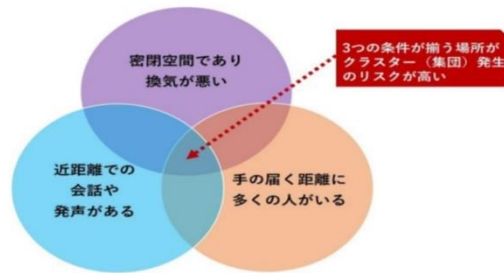 密閉空間であり
換気が悪い
3つの条件が揃う場所が
クラスター（集団）発生
のリスクが高い
近距離での
会話や
発声がある
手の届く距離に
多くの人がいる